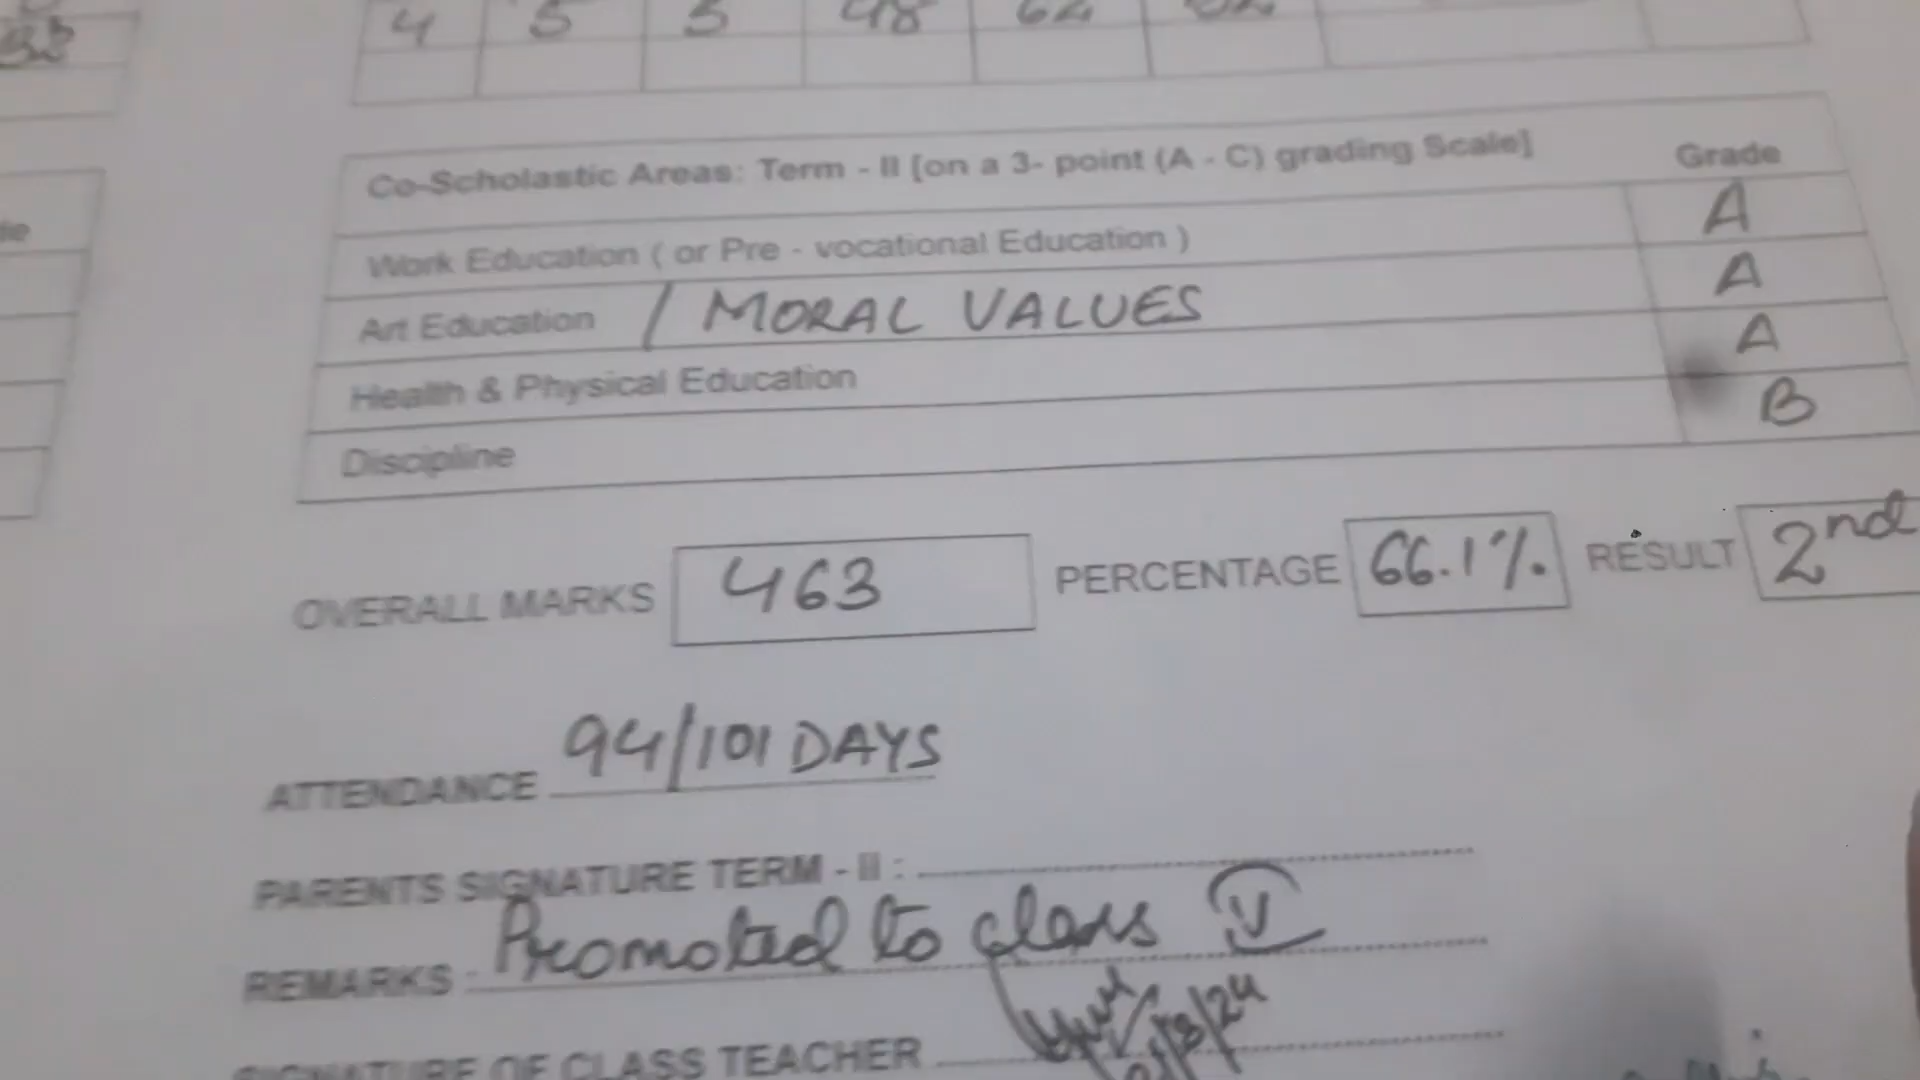 4 5 5 48 62
Co-Scholastic Areas: Term - II [on a 3- point (A - C) grading Scale] Grade
Work Education ( or Pre - vocational Education ) A
Art Education / MORAL VALUES A
Health & Physical Education A
Discipline B
OVERALL MARKS 463 PERCENTAGE 66.1% RESULT 2nd
ATTENDANCE 94/101 DAYS
PARENTS SIGNATURE TERM - II :
REMARKS : Promoted to class V
SIGNATURE OF CLASS TEACHER